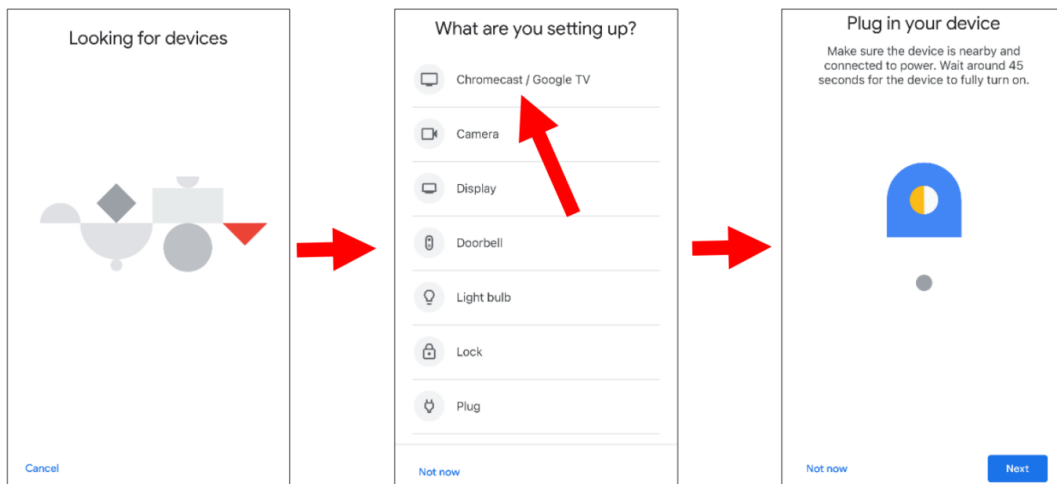 Looking for devices
Cancel
What are you setting up?
Chromecast / Google TV
Camera
Display
Doorbell
Light bulb
Lock
Plug
Not now
Plug in your device
Make sure the device is nearby and
connected to power. Wait around 45
seconds for the device to fully turn on.
Not now
Next